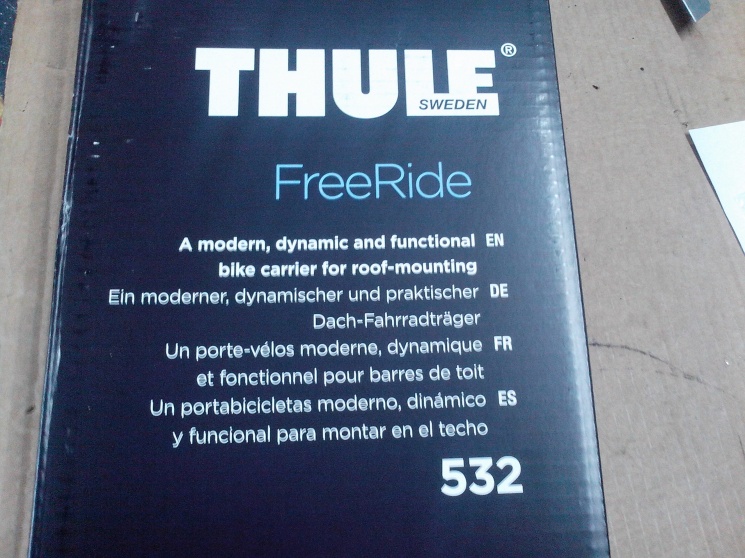 THULE®
SWEDEN
FreeRide
A modern, dynamic and functional EN
bike carrier for roof-mounting
Ein moderner, dynamischer und praktischer DE
Dach-Fahrradträger
Un porte-vélos moderne, dynamique FR
et fonctionnel pour barres de toit
Un portabicicletas moderno, dinámico ES
y funcional para montar en el techo
532